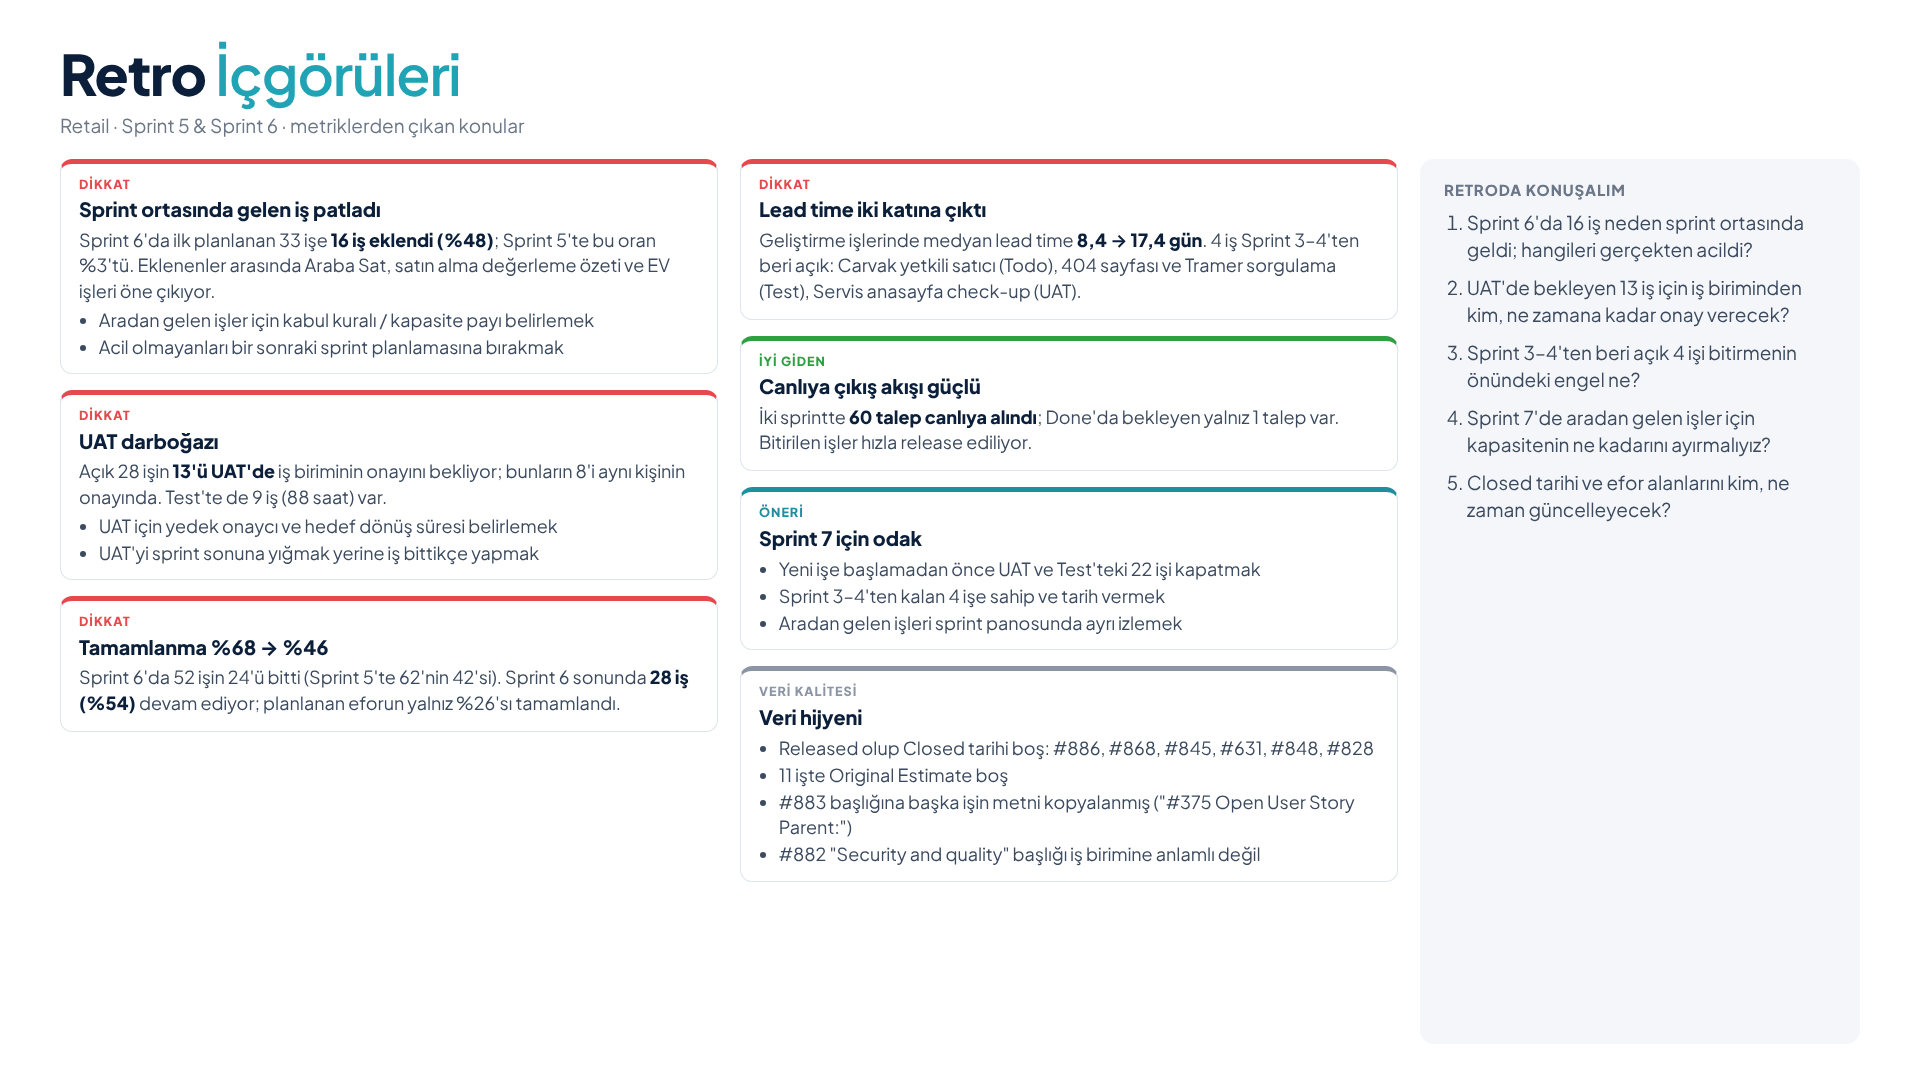 Retro İçgörüleri
Retail · Sprint 5 & Sprint 6 · metriklerden çıkan konular
DİKKAT
Sprint ortasında gelen iş patladı
Sprint 6'da ilk planlanan 33 işe 16 iş eklendi (%48); Sprint 5'te bu oran
%3'tü. Eklenenler arasında Araba Sat, satın alma değerleme özeti ve EV
işleri öne çıkıyor.
• Aradan gelen işler için kabul kuralı / kapasite payı belirlemek
• Acil olmayanları bir sonraki sprint planlamasına bırakmak
DİKKAT
UAT darboğazı
Açık 28 işin 13'ü UAT'de iş biriminin onayını bekliyor; bunların 8'i aynı kişinin
onayında. Test'te de 9 iş (88 saat) var.
• UAT için yedek onaycı ve hedef dönüş süresi belirlemek
• UAT'yi sprint sonuna yığmak yerine iş bittikçe yapmak
DİKKAT
Tamamlanma %68 → %46
Sprint 6'da 52 işin 24'ü bitti (Sprint 5'te 62'nin 42'si). Sprint 6 sonunda 28 iş
(%54) devam ediyor; planlanan eforun yalnız %26'sı tamamlandı.
DİKKAT
Lead time iki katına çıktı
Geliştirme işlerinde medyan lead time 8,4 → 17,4 gün. 4 iş Sprint 3–4'ten
beri açık: Carvak yetkili satıcı (Todo), 404 sayfası ve Tramer sorgulama
(Test), Servis anasayfa check-up (UAT).
İYİ GİDEN
Canlıya çıkış akışı güçlü
İki sprintte 60 talep canlıya alındı; Done'da bekleyen yalnız 1 talep var.
Bitirilen işler hızla release ediliyor.
ÖNERİ
Sprint 7 için odak
• Yeni işe başlamadan önce UAT ve Test'teki 22 işi kapatmak
• Sprint 3–4'ten kalan 4 işe sahip ve tarih vermek
• Aradan gelen işleri sprint panosunda ayrı izlemek
VERİ KALİTESİ
Veri hijyeni
• Released olup Closed tarihi boş: #886, #868, #845, #631, #848, #828
• 11 işte Original Estimate boş
• #883 başlığına başka işin metni kopyalanmış ("#375 Open User Story
Parent:")
• #882 "Security and quality" başlığı iş birimine anlamlı değil
RETRODA KONUŞALIM
1. Sprint 6'da 16 iş neden sprint ortasında
geldi; hangileri gerçekten acildi?
2. UAT'de bekleyen 13 iş için iş biriminden
kim, ne zamana kadar onay verecek?
3. Sprint 3–4'ten beri açık 4 işi bitirmenin
önündeki engel ne?
4. Sprint 7'de aradan gelen işler için
kapasitenin ne kadarını ayırmalıyız?
5. Closed tarihi ve efor alanlarını kim, ne
zaman güncelleyecek?